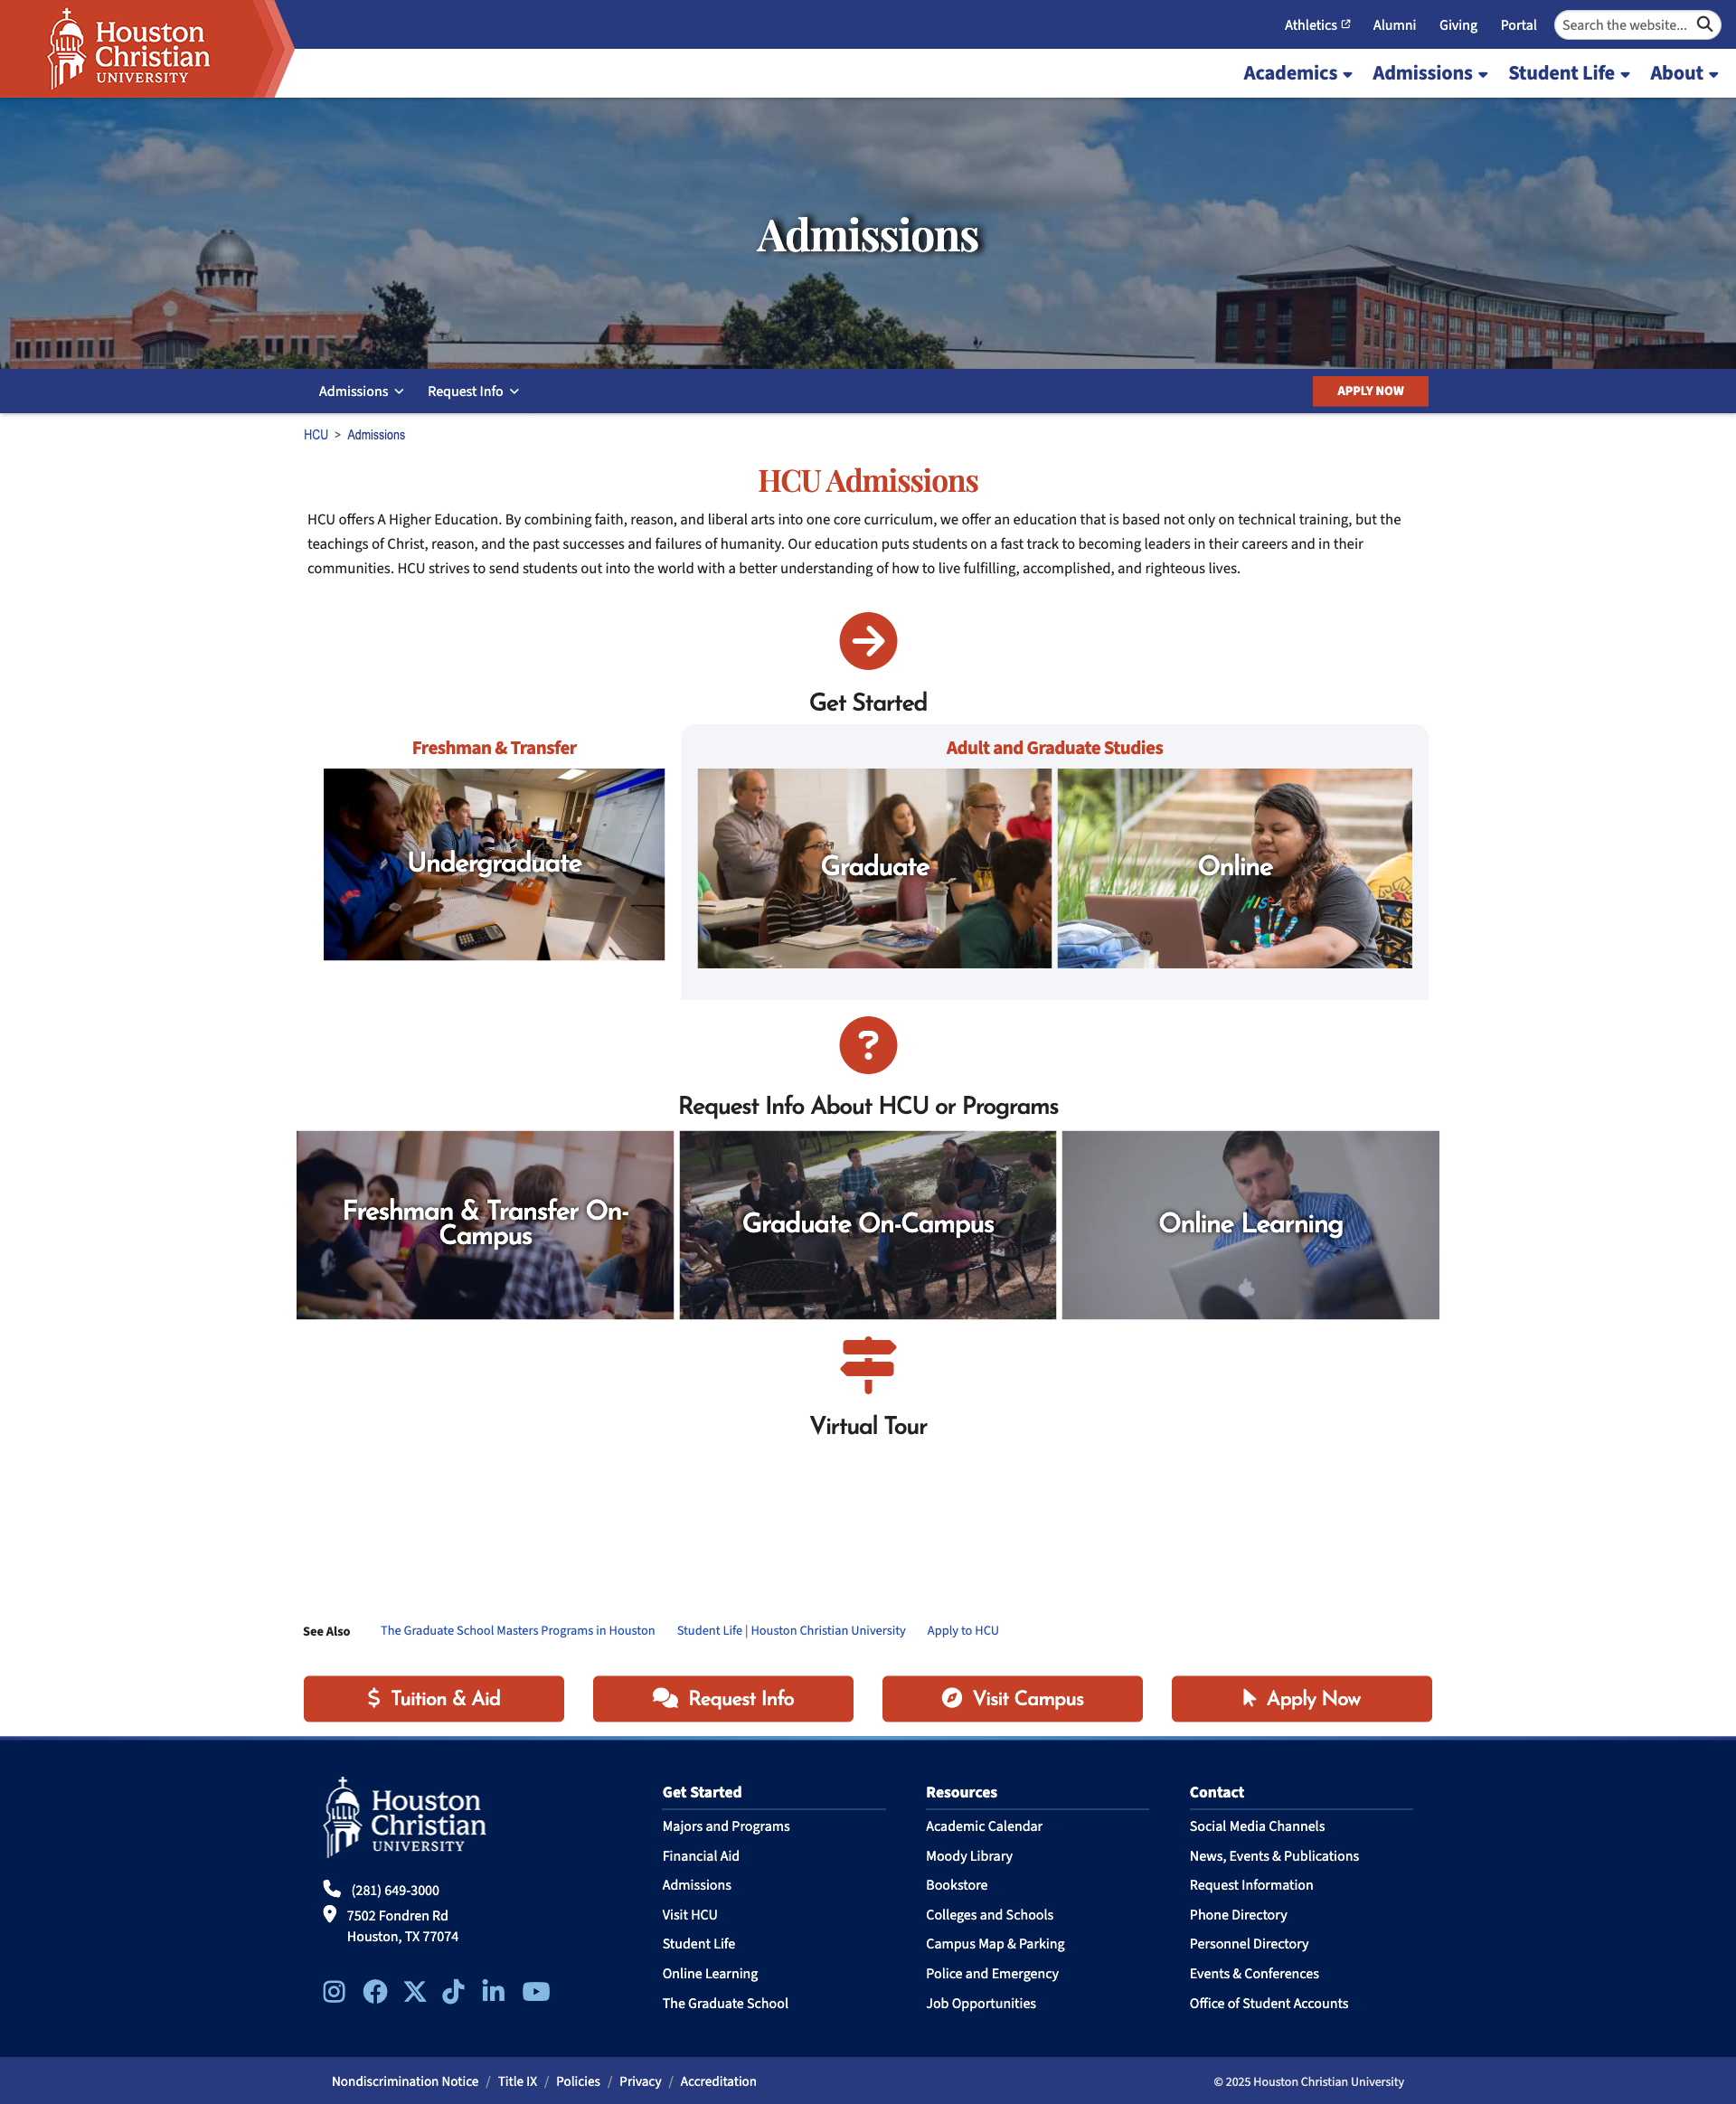 Houston
Christian
UNIVERSITY
Athletics
Alumni
Giving
Portal
Search the website...
Academics
Admissions
Student Life
About
Admissions
Admissions
Request Info
APPLY NOW
HCU > Admissions
HCU Admissions
HCU offers A Higher Education. By combining faith, reason, and liberal arts into one core curriculum, we offer an education that is based not only on technical training, but the
teachings of Christ, reason, and the past successes and failures of humanity. Our education puts students on a fast track to becoming leaders in their careers and in their
communities. HCU strives to send students out into the world with a better understanding of how to live fulfilling, accomplished, and righteous lives.
Get Started
Freshman & Transfer
Undergraduate
Adult and Graduate Studies
Graduate
Online
?
Request Info About HCU or Programs
Freshman & Transfer On-
Campus
Graduate On-Campus
Online Learning
Virtual Tour
See Also
The Graduate School Masters Programs in Houston
Student Life | Houston Christian University
Apply to HCU
$ Tuition & Aid
Request Info
Visit Campus
Apply Now
Houston
Christian
UNIVERSITY
(281) 649-3000
7502 Fondren Rd
Houston, TX 77074
Get Started
Majors and Programs
Financial Aid
Admissions
Visit HCU
Student Life
Online Learning
The Graduate School
Resources
Academic Calendar
Moody Library
Bookstore
Colleges and Schools
Campus Map & Parking
Police and Emergency
Job Opportunities
Contact
Social Media Channels
News, Events & Publications
Request Information
Phone Directory
Personnel Directory
Events & Conferences
Office of Student Accounts
Nondiscrimination Notice / Title IX / Policies / Privacy / Accreditation
© 2025 Houston Christian University